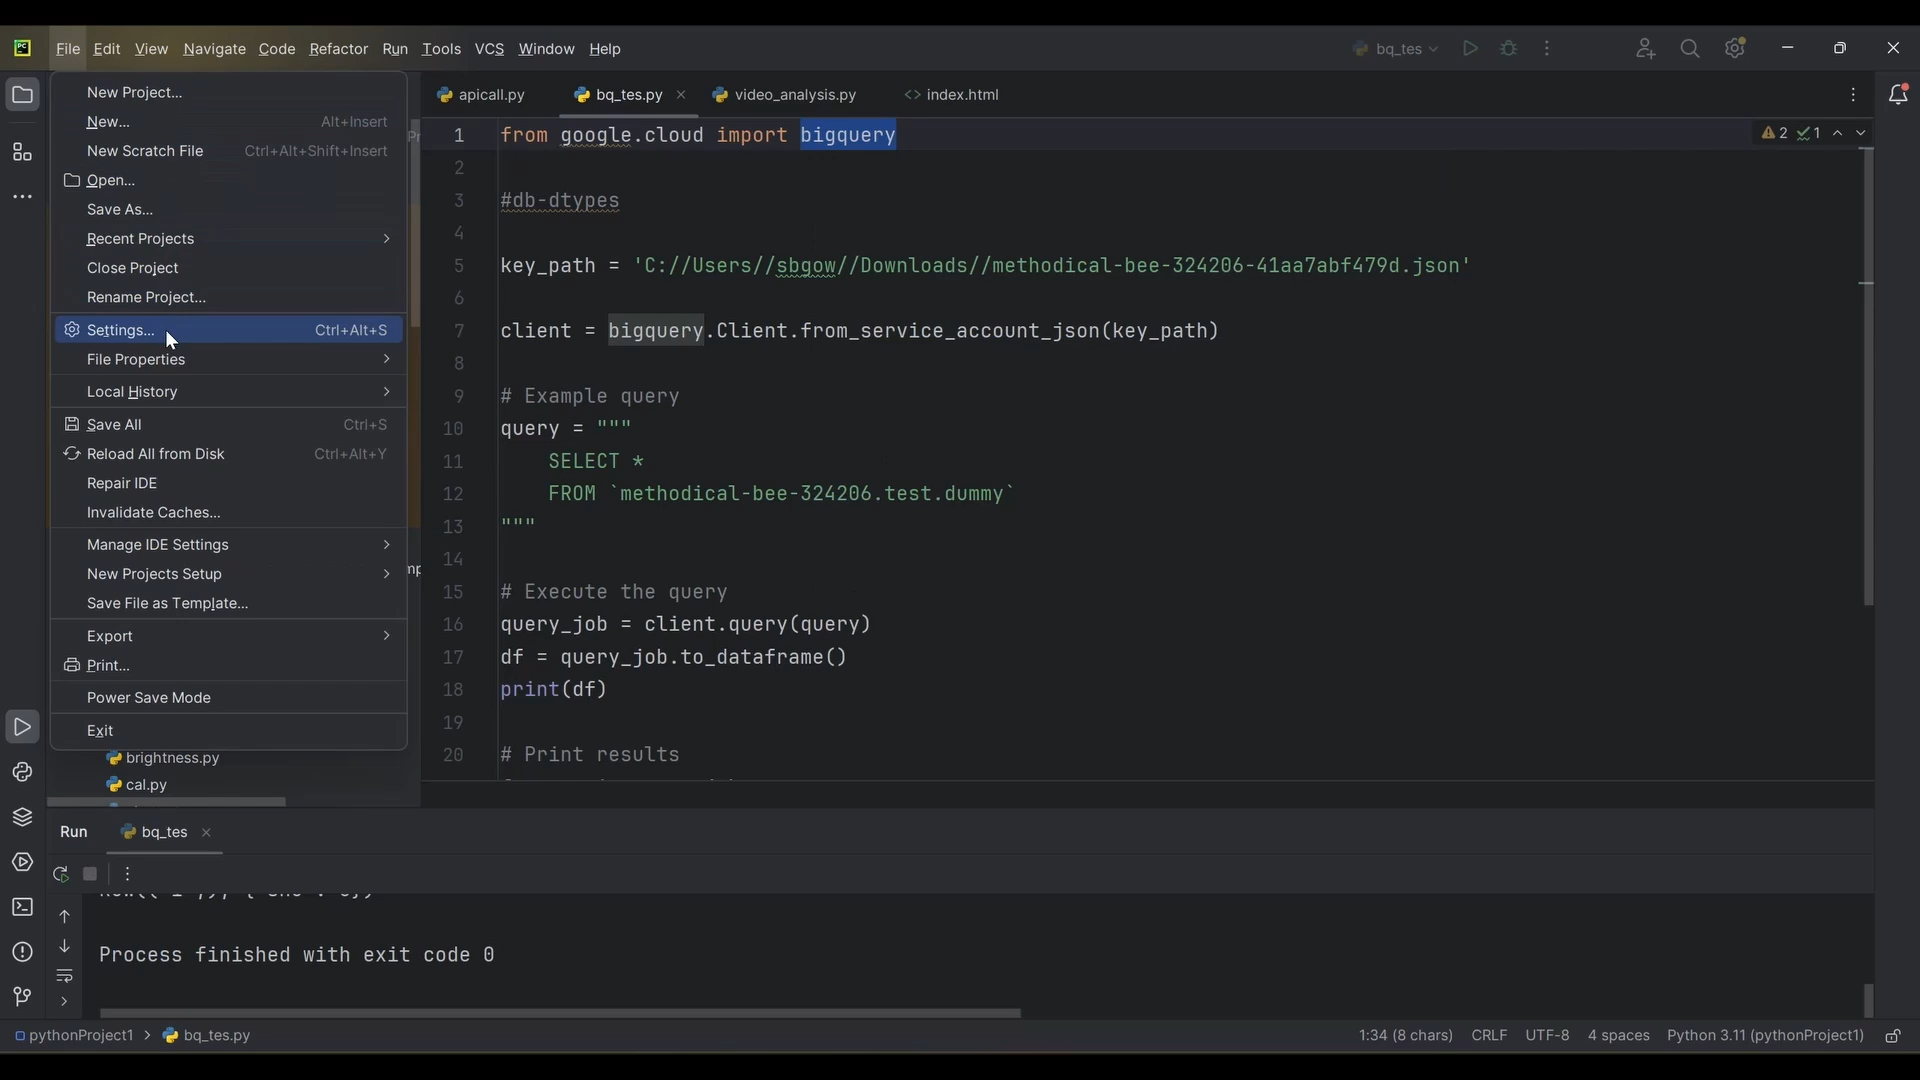 PC File Edit View Navigate Code Refactor Run Tools VCS Window Help bq_tes
New Project...
New... Alt+Insert
New Scratch File Ctrl+Alt+Shift+Insert
Open...
Save As...
Recent Projects
Close Project
Rename Project...
Settings... Ctrl+Alt+S
File Properties
Local History
Save All Ctrl+S
Reload All from Disk Ctrl+Alt+Y
Repair IDE
Invalidate Caches...
Manage IDE Settings
New Projects Setup
Save File as Template...
Export
Print...
Power Save Mode
Exit
brightness.py
cal.py
apicall.py bq_tes.py video_analysis.py <> index.html
2 1
1 from google.cloud import bigquery
2
3 #db-dtypes
4
5 key_path = 'C://Users//sbgow//Downloads//methodical-bee-324206-41aa7abf479d.json'
6
7 client = bigquery.Client.from_service_account_json(key_path)
8
9 # Example query
10 query = """
11 SELECT *
12 FROM `methodical-bee-324206.test.dummy`
13 """
14
15 # Execute the query
16 query_job = client.query(query)
17 df = query_job.to_dataframe()
18 print(df)
19
20 # Print results
Run bq_tes
Process finished with exit code 0
pythonProject1 > bq_tes.py 1:34 (8 chars) CRLF UTF-8 4 spaces Python 3.11 (pythonProject1)